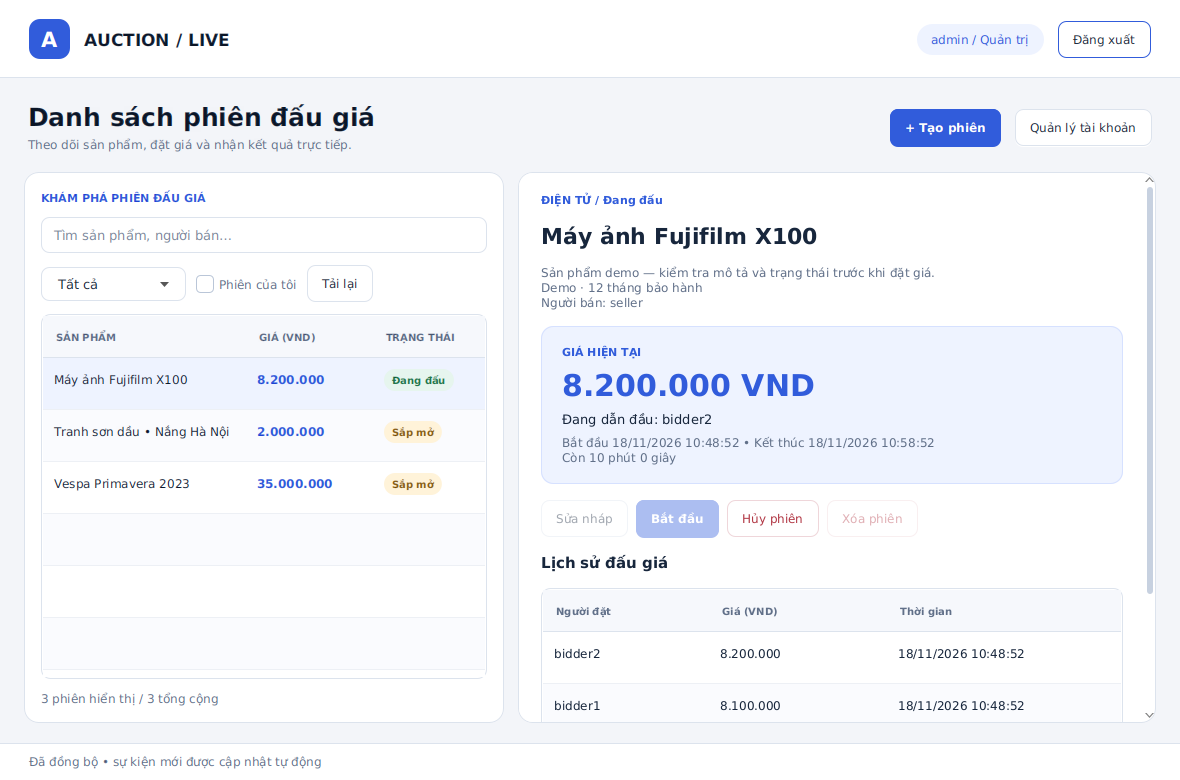 A
AUCTION / LIVE
admin / Quản trị
Đăng xuất
Danh sách phiên đấu giá
Theo dõi sản phẩm, đặt giá và nhận kết quả trực tiếp.
+ Tạo phiên
Quản lý tài khoản
KHÁM PHÁ PHIÊN ĐẤU GIÁ
Tìm sản phẩm, người bán...
Tất cả
Phiên của tôi
Tải lại
SẢN PHẨM GIÁ (VND) TRẠNG THÁI
Máy ảnh Fujifilm X100 8.200.000 Đang đấu
Tranh sơn dầu • Nắng Hà Nội 2.000.000 Sắp mở
Vespa Primavera 2023 35.000.000 Sắp mở
3 phiên hiển thị / 3 tổng cộng
ĐIỆN TỬ / Đang đấu
Máy ảnh Fujifilm X100
Sản phẩm demo — kiểm tra mô tả và trạng thái trước khi đặt giá.
Demo · 12 tháng bảo hành
Người bán: seller
GIÁ HIỆN TẠI
8.200.000 VND
Đang dẫn đầu: bidder2
Bắt đầu 18/11/2026 10:48:52 • Kết thúc 18/11/2026 10:58:52
Còn 10 phút 0 giây
Sửa nháp
Bắt đầu
Hủy phiên
Xóa phiên
Lịch sử đấu giá
Người đặt Giá (VND) Thời gian
bidder2 8.200.000 18/11/2026 10:48:52
bidder1 8.100.000 18/11/2026 10:48:52
Đã đồng bộ • sự kiện mới được cập nhật tự động